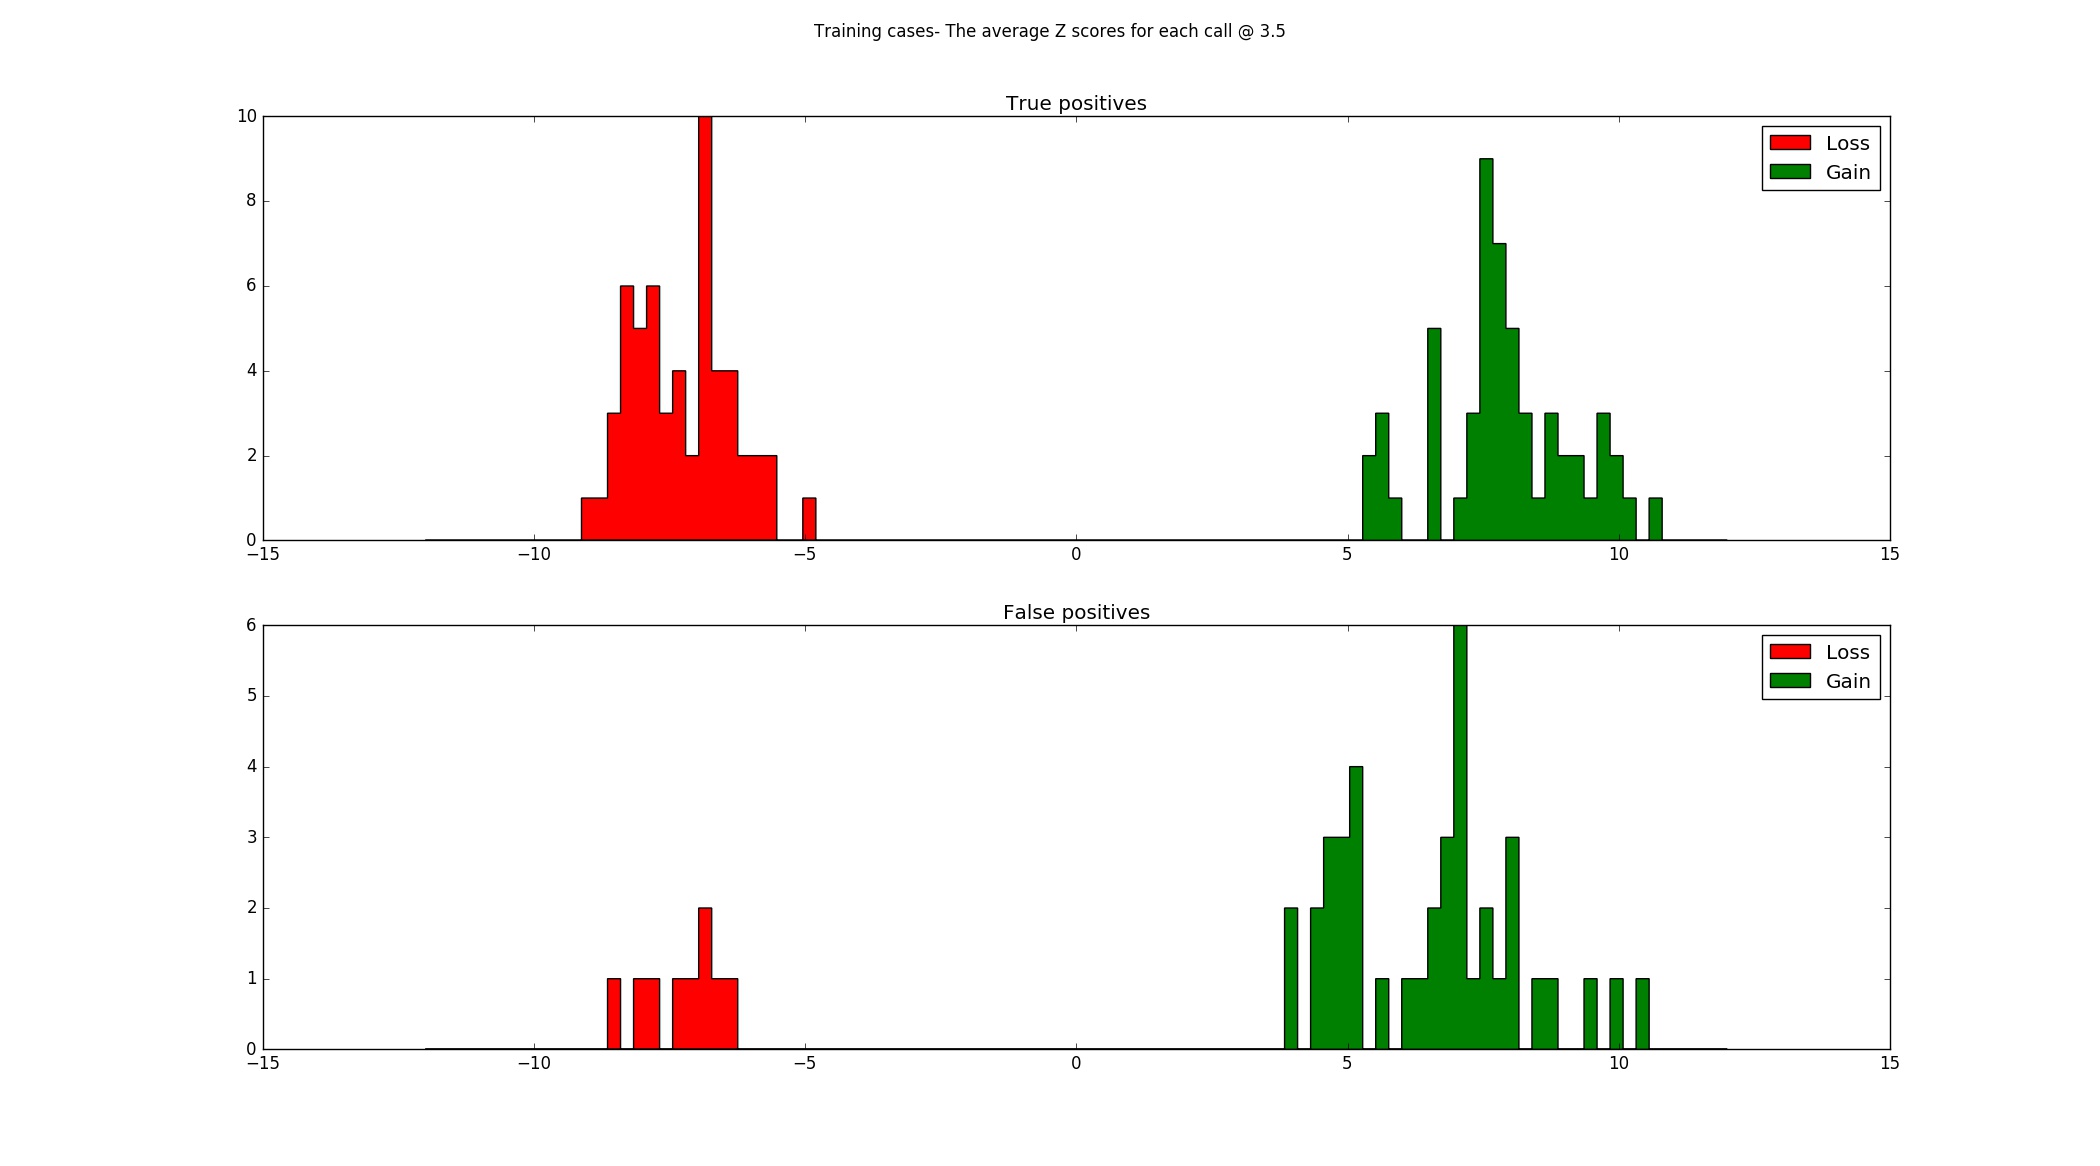 Training cases- The average Z scores for each call @ 3.5
True positives
10
8
6
4
2
0
Loss
Gain
−15 −10 −5 0 5 10 15
False positives
6
5
4
3
2
1
0
Loss
Gain
−15 −10 −5 0 5 10 15